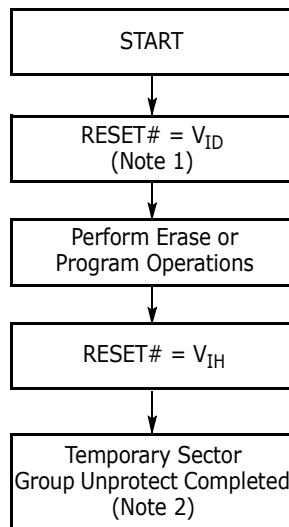 START
RESET# = VID
(Note 1)
Perform Erase or
Program Operations
RESET# = VIH
Temporary Sector
Group Unprotect Completed
(Note 2)